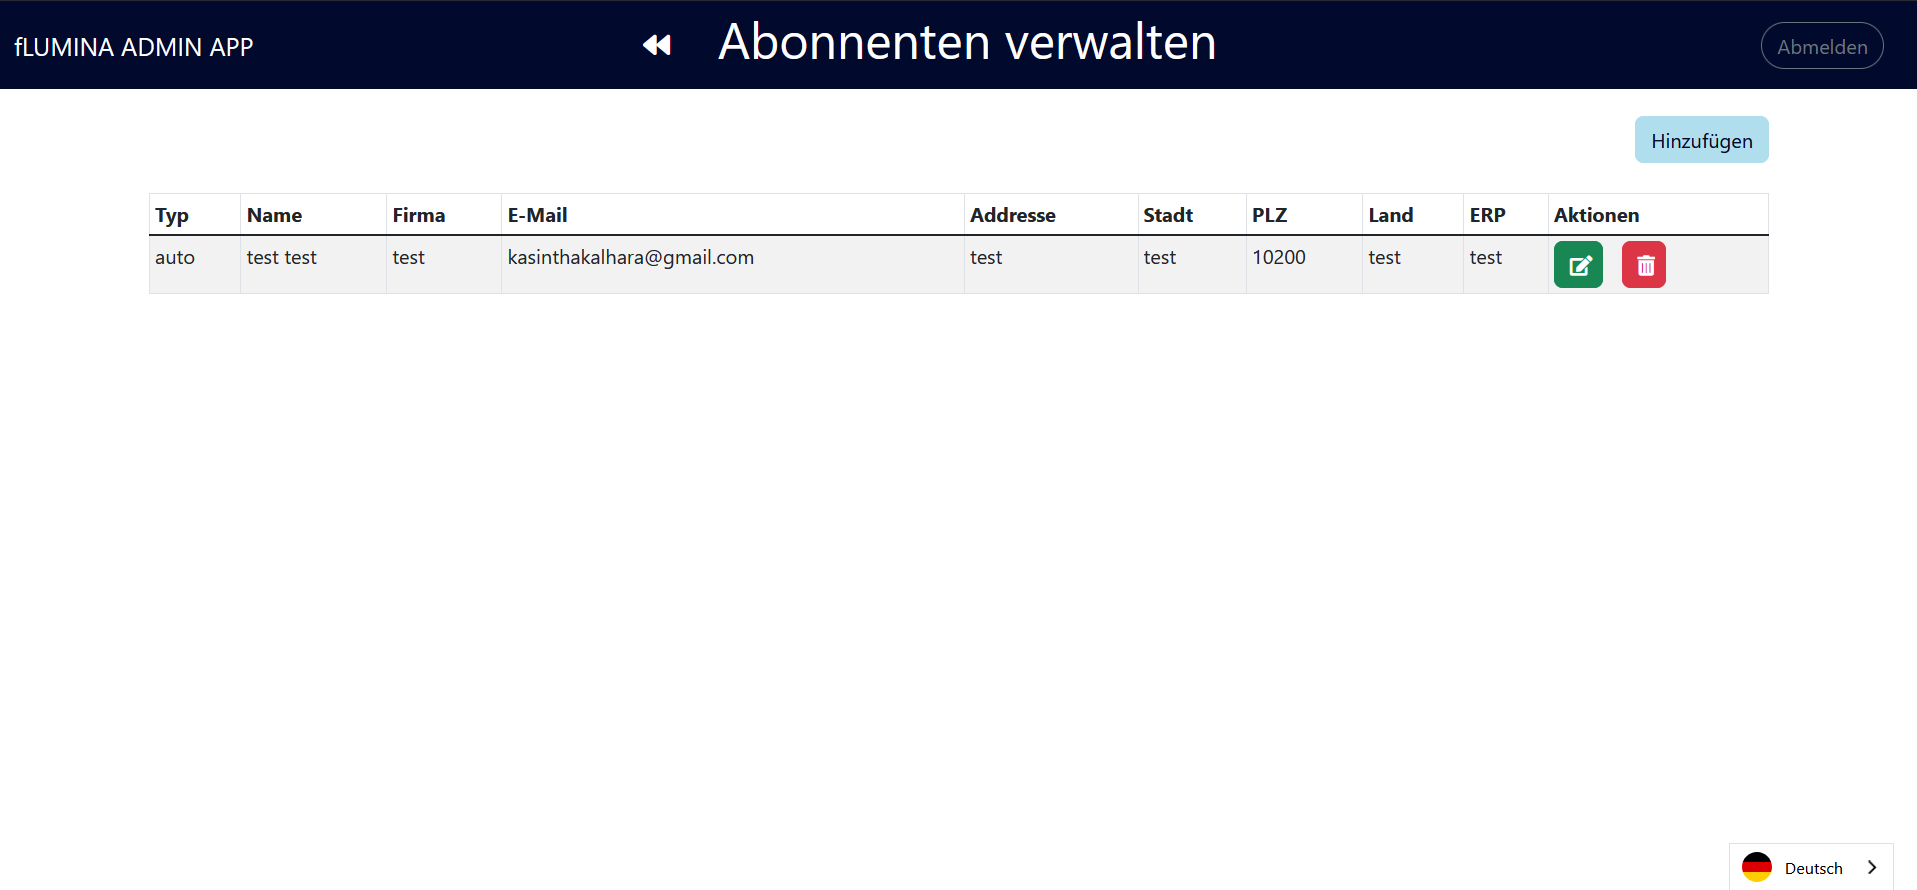 fLUMINA ADMIN APP
Abonnenten verwalten
Abmelden
Hinzufügen
Typ Name Firma E-Mail Addresse Stadt PLZ Land ERP Aktionen
auto test test test kasinthakalhara@gmail.com test test 10200 test test
Deutsch